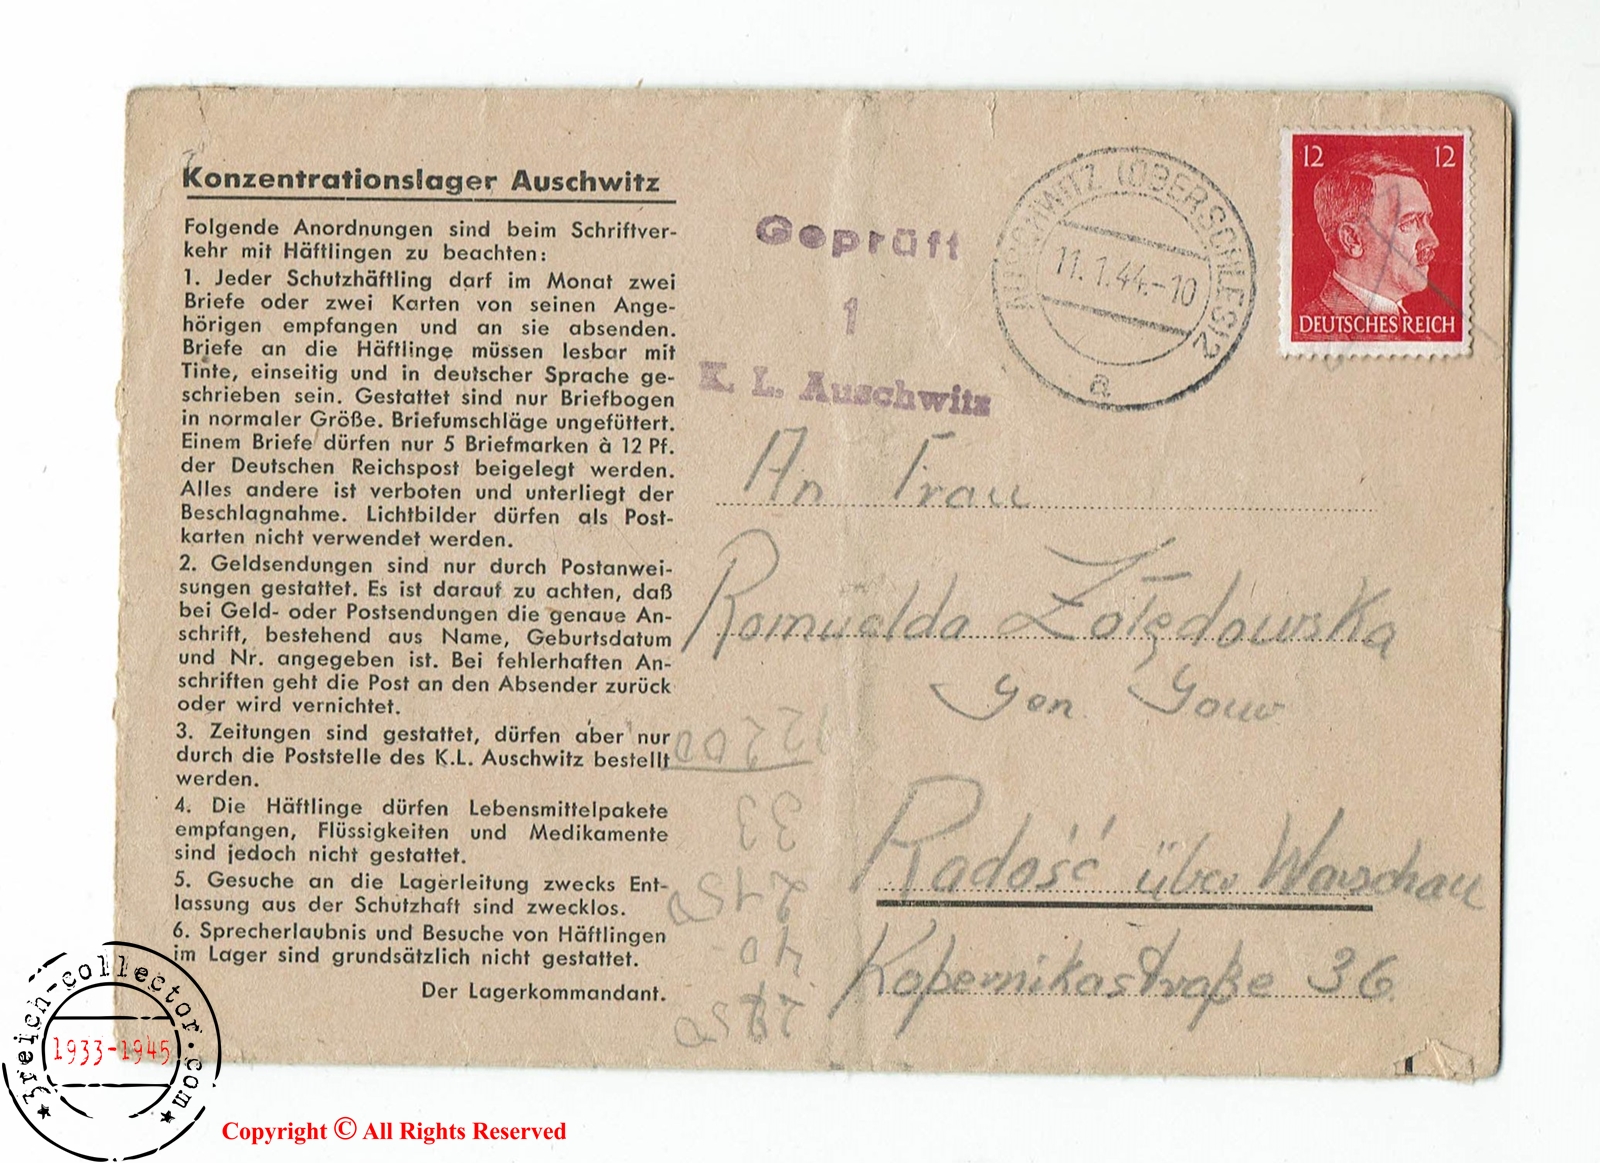 Konzentrationslager Auschwitz
Folgende Anordnungen sind beim Schriftver-
kehr mit Häftlingen zu beachten:
1. Jeder Schutzhäftling darf im Monat zwei
Briefe oder zwei Karten von seinen Ange-
hörigen empfangen und an sie absenden.
Briefe an die Häftlinge müssen lesbar mit
Tinte, einseitig und in deutscher Sprache ge-
schrieben sein. Gestattet sind nur Briefbogen
in normaler Größe. Briefumschläge ungefüttert.
Einem Briefe dürfen nur 5 Briefmarken à 12 Pf.
der Deutschen Reichspost beigelegt werden.
Alles andere ist verboten und unterliegt der
Beschlagnahme. Lichtbilder dürfen als Post-
karten nicht verwendet werden.
2. Geldsendungen sind nur durch Postanwei-
sungen gestattet. Es ist darauf zu achten, daß
bei Geld- oder Postsendungen die genaue An-
schrift, bestehend aus Name, Geburtsdatum
und Nr. angegeben ist. Bei fehlerhaften An-
schriften geht die Post an den Absender zurück
oder wird vernichtet.
3. Zeitungen sind gestattet, dürfen aber nur
durch die Poststelle des K.L. Auschwitz bestellt
werden.
4. Die Häftlinge dürfen Lebensmittelpakete
empfangen, Flüssigkeiten und Medikamente
sind jedoch nicht gestattet.
5. Gesuche an die Lagerleitung zwecks Ent-
lassung aus der Schutzhaft sind zwecklos.
6. Sprecherlaubnis und Besuche von Häftlingen
im Lager sind grundsätzlich nicht gestattet.
Der Lagerkommandant.
Geprüft
1
K. L. Auschwitz
AUSCHWITZ (OBERSCHLES) 2
11.1.44.-10
a
12 12
DEUTSCHES REICH
An Frau
Romualda Zołędowska
Gen. Gouv
Radość über Warschau
Kopernikastraße 36
33
2150
40
3reich-collector.com
1933-1945
Copyright © All Rights Reserved